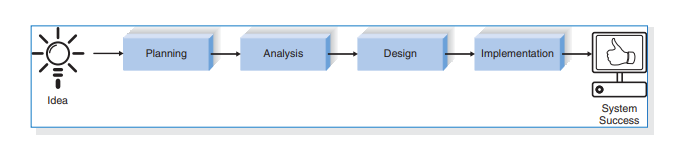 Idea
Planning
Analysis
Design
Implementation
System
Success